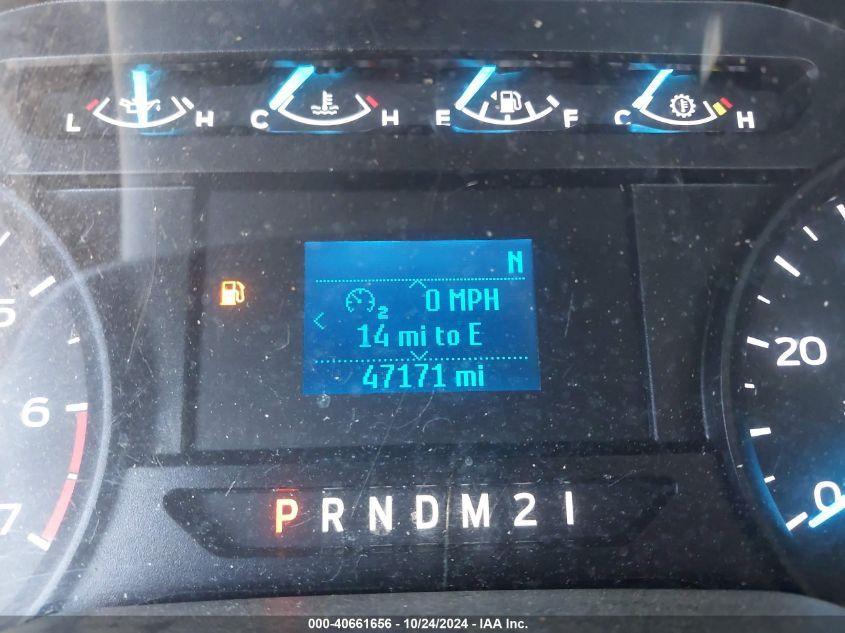 L H C H E F C H
N
0 MPH
2
14 mi to E
47171 mi
5
6
7
20
0
P R N D M 2 1
000-40661656 - 10/24/2024 - IAA Inc.